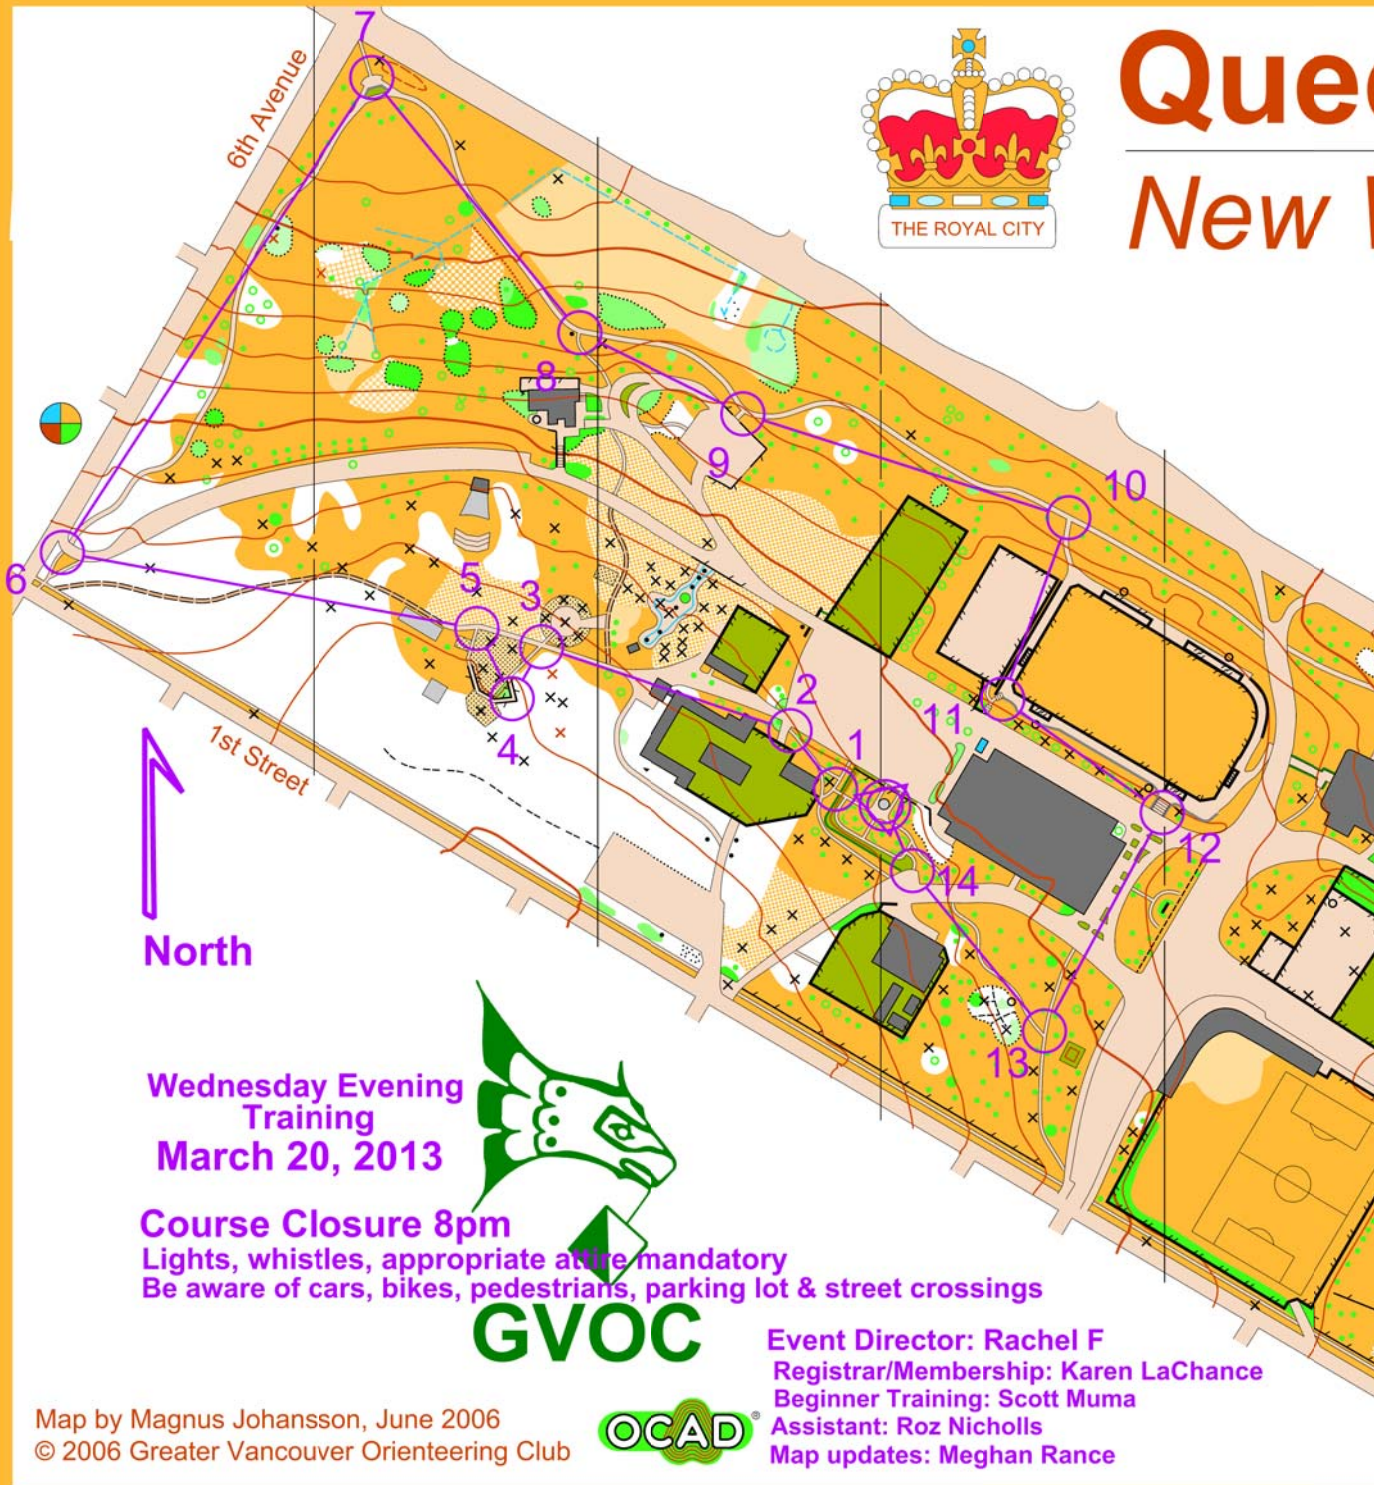 7
6th Avenue
THE ROYAL CITY
Quee
New
8
9
10
6
5
3
2
11
1
4
1st Street
12
14
13
North
Wednesday Evening
Training
March 20, 2013
Course Closure 8pm
Lights, whistles, appropriate attire mandatory
Be aware of cars, bikes, pedestrians, parking lot & street crossings
GVOC
Event Director: Rachel F
Registrar/Membership: Karen LaChance
Beginner Training: Scott Muma
Assistant: Roz Nicholls
Map updates: Meghan Rance
Map by Magnus Johansson, June 2006
© 2006 Greater Vancouver Orienteering Club
OCAD®